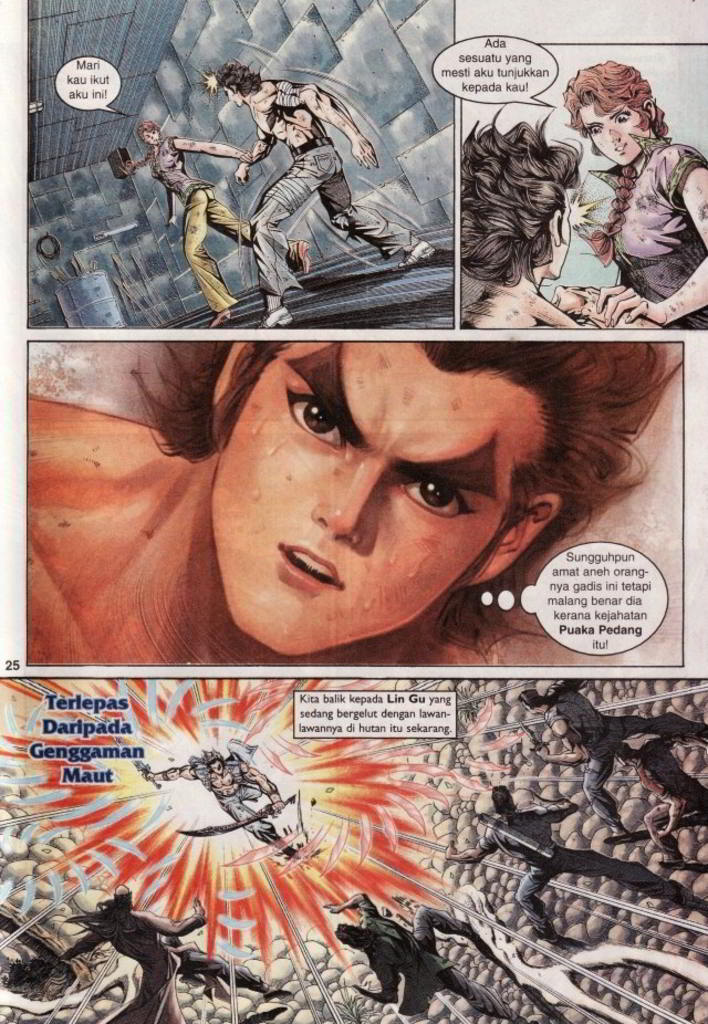 Mari
kau ikut
aku ini!
Ada
sesuatu yang
mesti aku tunjukkan
kepada kau!
Sungguhpun
amat aneh orang-
nya gadis ini tetapi
malang benar dia
kerana kejahatan
Puaka Pedang
itu!
25
Terlepas
Daripada
Genggaman
Maut
Kita balik kepada Lin Gu yang
sedang bergelut dengan lawan-
lawannya di hutan itu sekarang.